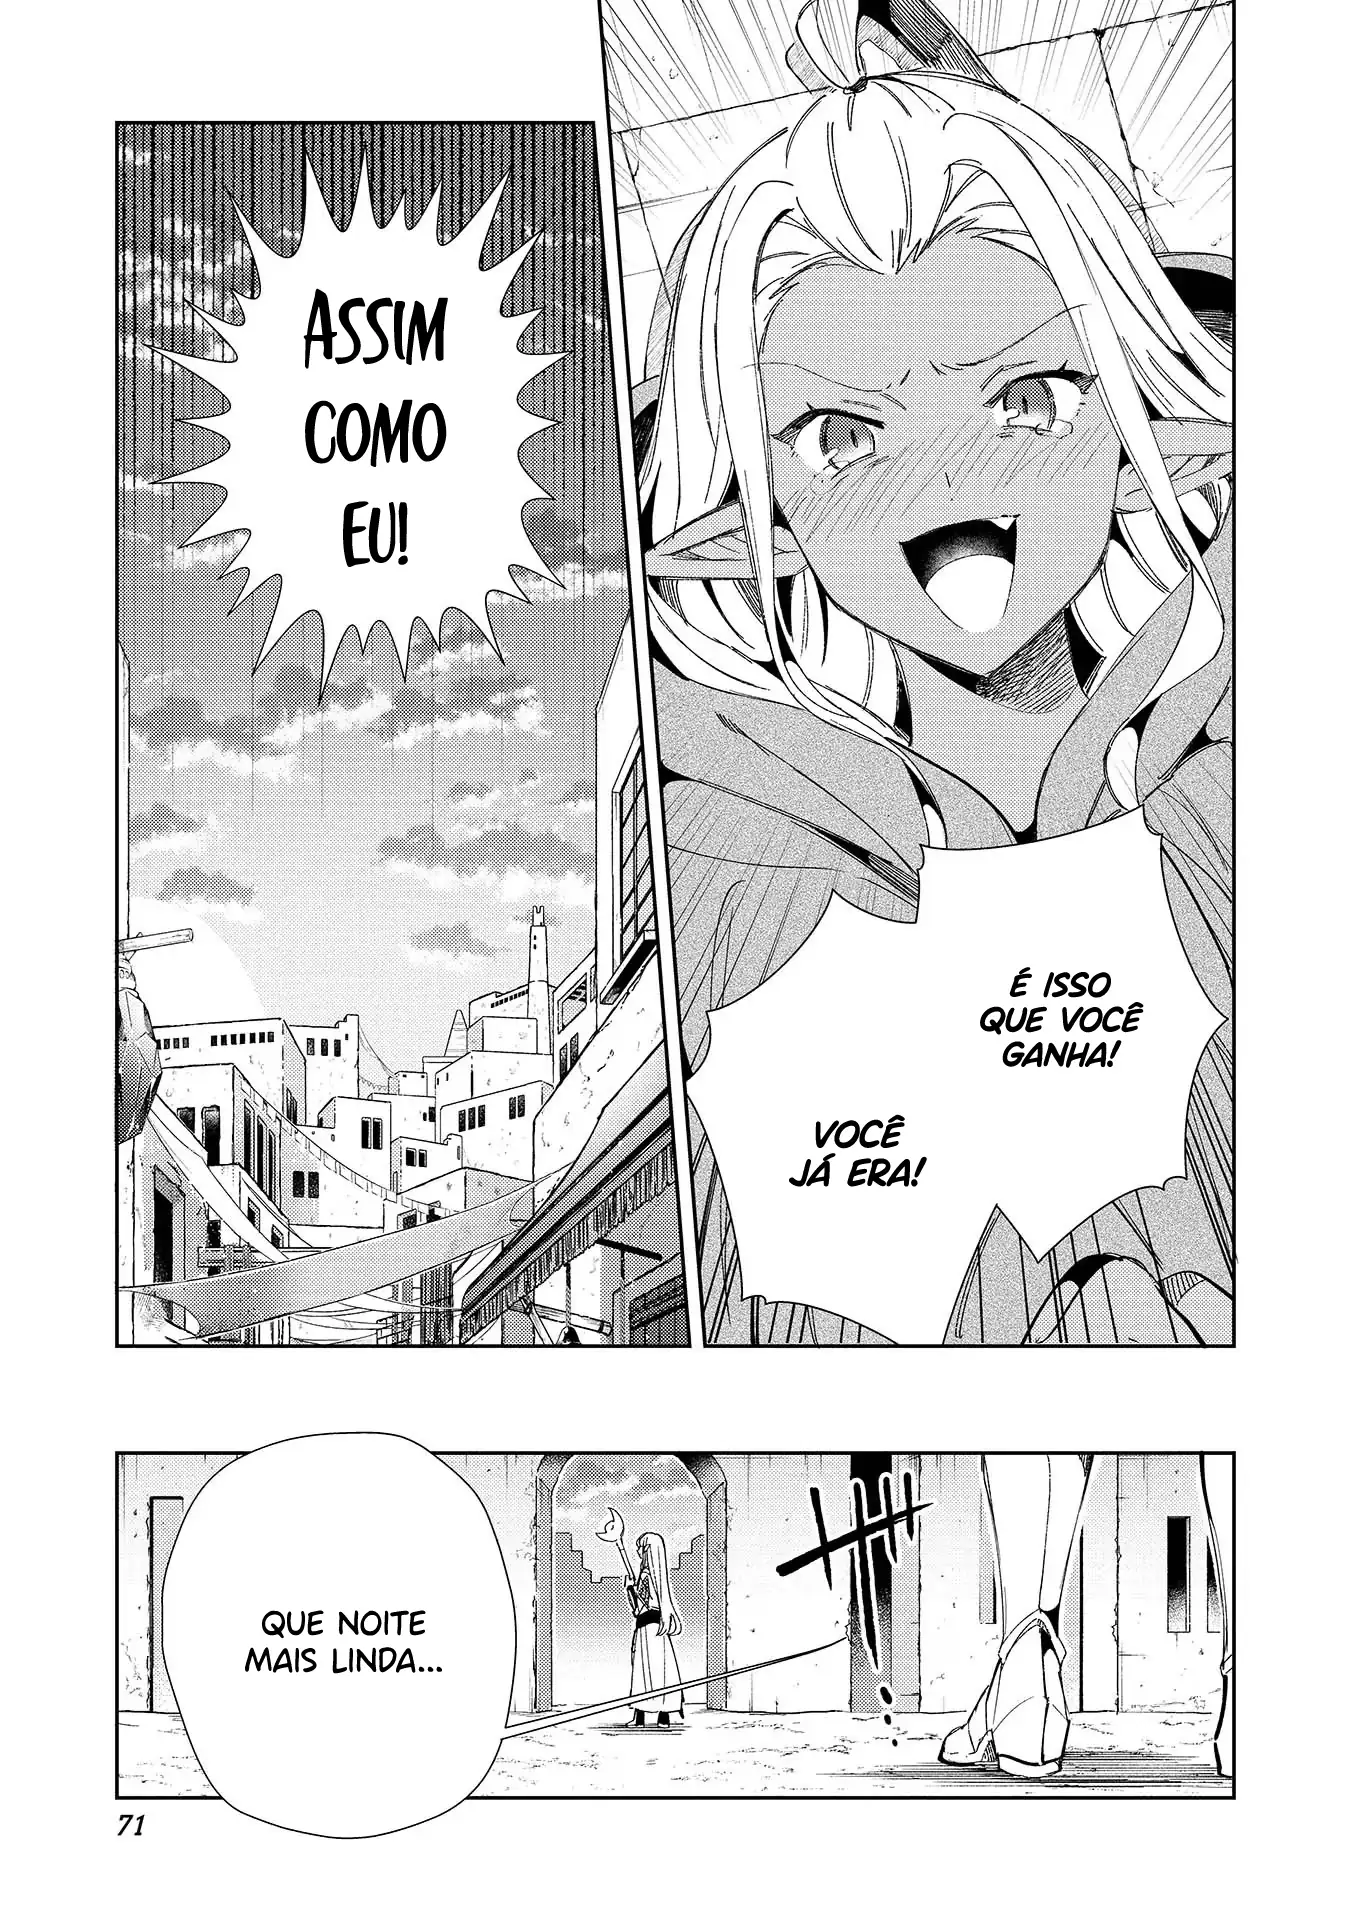 É ISSO
QUE VOCÊ
GANHA!
VOCÊ
JÁ ERA!
ASSIM
COMO
EU!
QUE NOITE
MAIS LINDA...
71